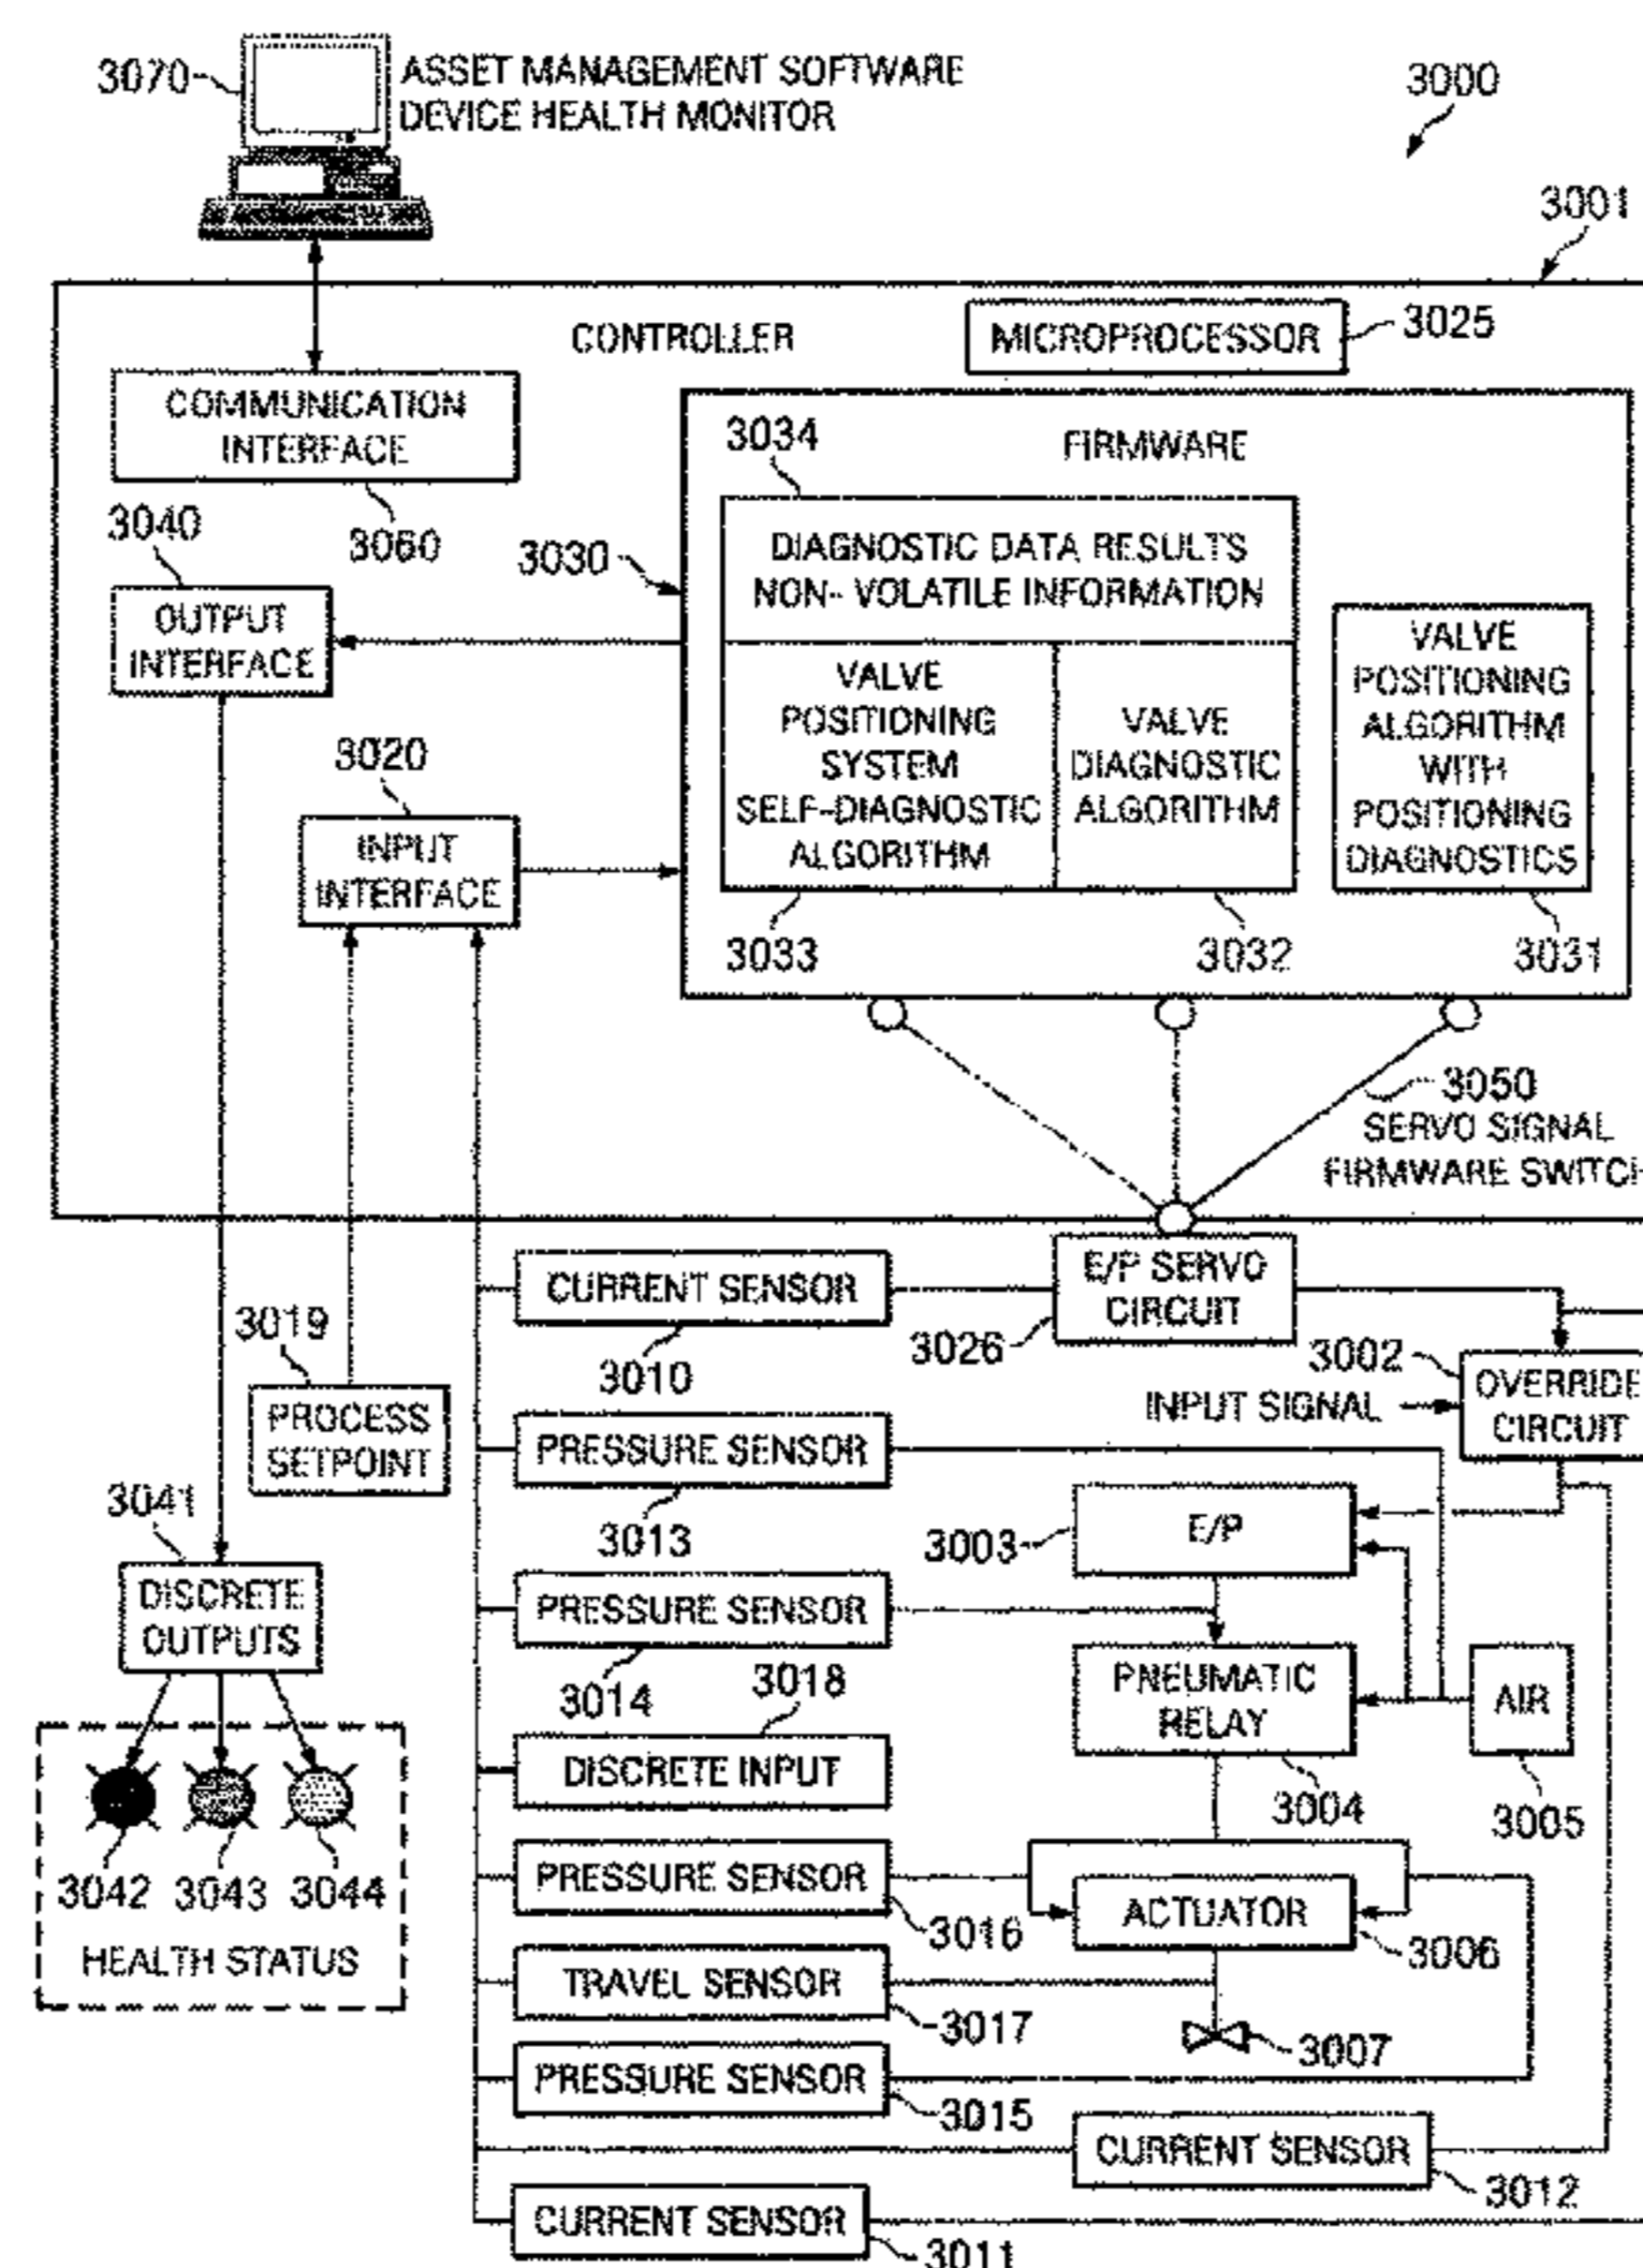 3070
ASSET MANAGEMENT SOFTWARE
DEVICE HEALTH MONITOR
3000
3001
CONTROLLER
MICROPROCESSOR
3025
COMMUNICATION
INTERFACE
3060
3034
FIRMWARE
3040
3030
DIAGNOSTIC DATA RESULTS
NON- VOLATILE INFORMATION
OUTPUT
INTERFACE
VALVE
POSITIONING
SYSTEM
SELF-DIAGNOSTIC
ALGORITHM
VALVE
DIAGNOSTIC
ALGORITHM
VALVE
POSITIONING
ALGORITHM
WITH
POSITIONING
DIAGNOSTICS
3020
INPUT
INTERFACE
3033
3032
3031
3050
SERVO SIGNAL
FIRMWARE SWITCH
CURRENT SENSOR
3010
E/P SERVO
CIRCUIT
3026
3019
PROCESS
SETPOINT
3002
INPUT SIGNAL
OVERRIDE
CIRCUIT
PRESSURE SENSOR
3013
3003
E/P
3041
DISCRETE
OUTPUTS
PRESSURE SENSOR
3014
3018
PNEUMATIC
RELAY
3004
AIR
3005
DISCRETE INPUT
3042
3043
3044
HEALTH STATUS
PRESSURE SENSOR
3016
ACTUATOR
3006
TRAVEL SENSOR
3017
3007
PRESSURE SENSOR
3015
CURRENT SENSOR
3012
CURRENT SENSOR
3011